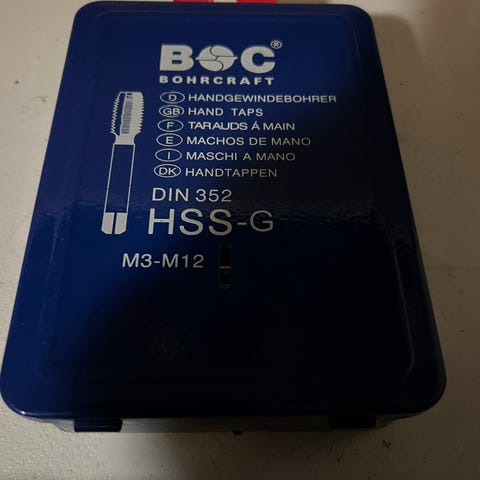 BOC®
BOHRCRAFT
D HANDGEWINDEBOHRER
GB HAND TAPS
F TARAUDS Á MAIN
E MACHOS DE MANO
I MASCHI A MANO
DK HANDTAPPEN
DIN 352
HSS-G
M3-M12